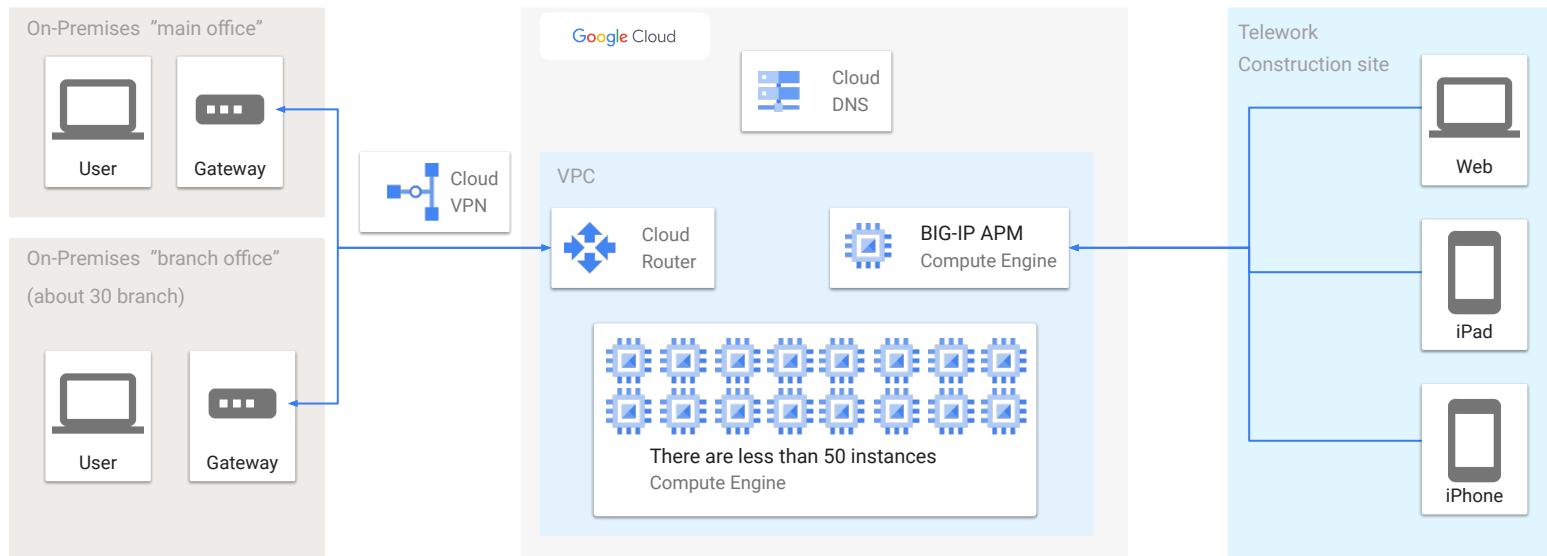 On-Premises ”main office”
User
Gateway
On-Premises ”branch office”
(about 30 branch)
User
Gateway
Cloud
VPN
Google Cloud
Cloud
DNS
VPC
Cloud
Router
BIG-IP APM
Compute Engine
There are less than 50 instances
Compute Engine
Telework
Construction site
Web
iPad
iPhone